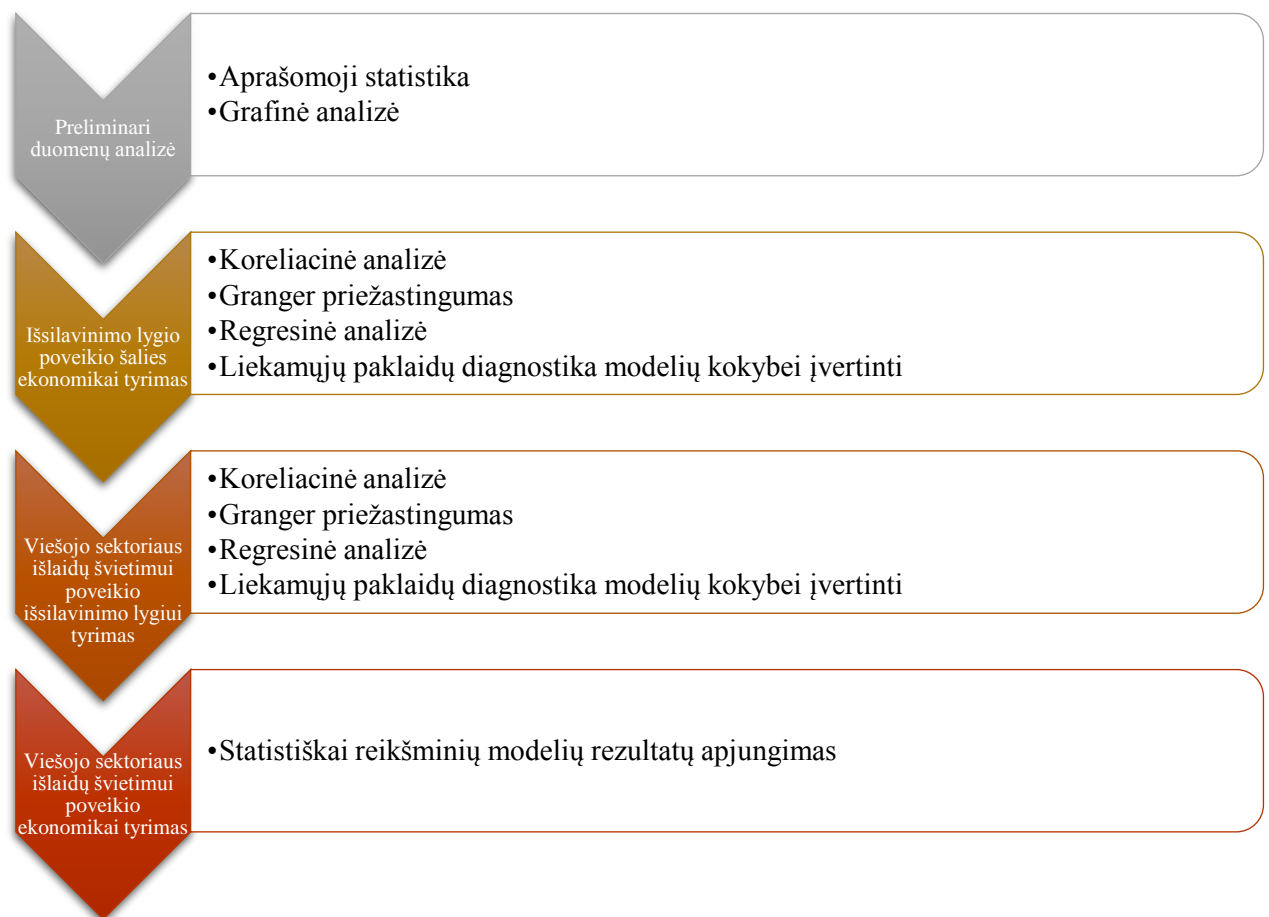 Preliminari
duomenų analizė
•Aprašomoji statistika
•Grafinė analizė
Išsilavinimo lygio
poveikio šalies
ekonomikai tyrimas
•Koreliacinė analizė
•Granger priežastingumas
•Regresinė analizė
•Liekamųjų paklaidų diagnostika modelių kokybei įvertinti
Viešojo sektoriaus
išlaidų švietimui
poveikio
išsilavinimo lygiui
tyrimas
•Koreliacinė analizė
•Granger priežastingumas
•Regresinė analizė
•Liekamųjų paklaidų diagnostika modelių kokybei įvertinti
Viešojo sektoriaus
išlaidų švietimui
poveikio
ekonomikai tyrimas
•Statistiškai reikšminių modelių rezultatų apjungimas